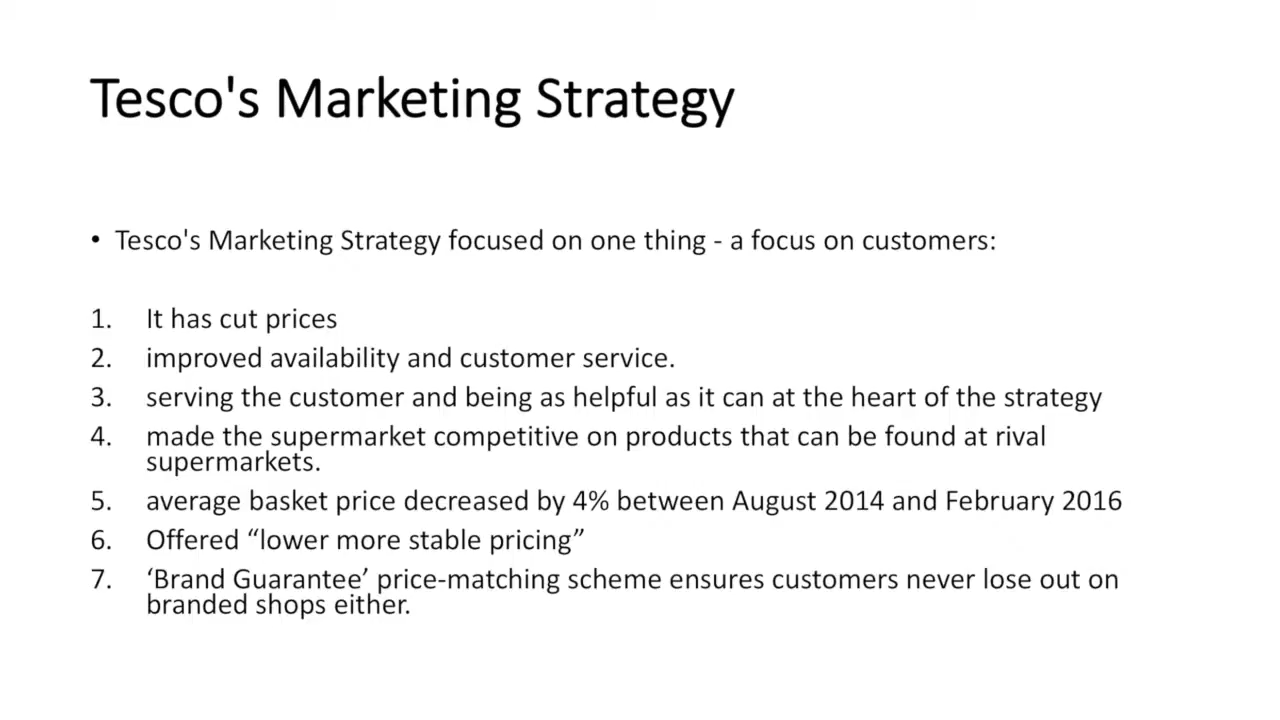 Tesco's Marketing Strategy
• Tesco's Marketing Strategy focused on one thing - a focus on customers:
1. It has cut prices
2. improved availability and customer service.
3. serving the customer and being as helpful as it can at the heart of the strategy
4. made the supermarket competitive on products that can be found at rival
supermarkets.
5. average basket price decreased by 4% between August 2014 and February 2016
6. Offered “lower more stable pricing”
7. ‘Brand Guarantee’ price-matching scheme ensures customers never lose out on
branded shops either.